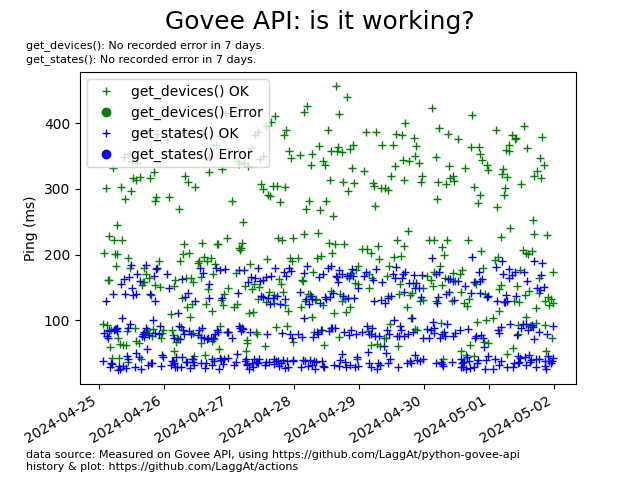 Govee API: is it working?
get_devices(): No recorded error in 7 days.
get_states(): No recorded error in 7 days.
get_devices() OK
get_devices() Error
get_states() OK
get_states() Error
Ping (ms)
400
300
200
100
2024-04-25
2024-04-26
2024-04-27
2024-04-28
2024-04-29
2024-04-30
2024-05-01
2024-05-02
data source: Measured on Govee API, using https://github.com/LaggAt/python-govee-api
history & plot: https://github.com/LaggAt/actions